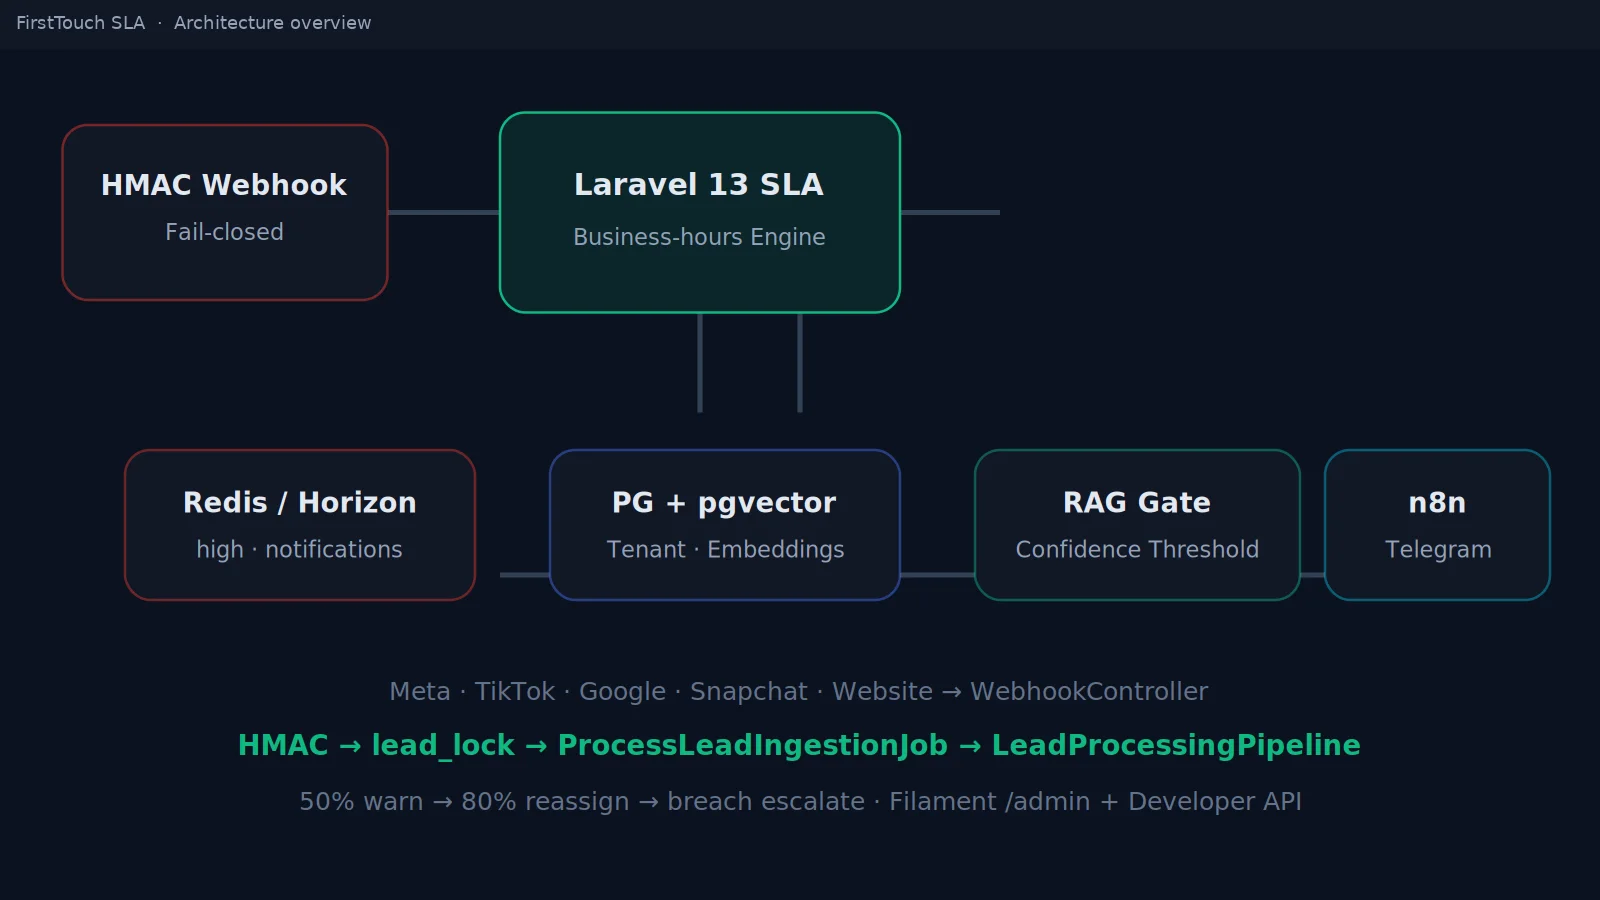 FirstTouch SLA · Architecture overview
HMAC Webhook
Fail-closed
Laravel 13 SLA
Business-hours Engine
Redis / Horizon
high · notifications
PG + pgvector
Tenant · Embeddings
RAG Gate
Confidence Threshold
n8n
Telegram
Meta · TikTok · Google · Snapchat · Website → WebhookController
HMAC → lead_lock → ProcessLeadIngestionJob → LeadProcessingPipeline
50% warn → 80% reassign → breach escalate · Filament /admin + Developer API